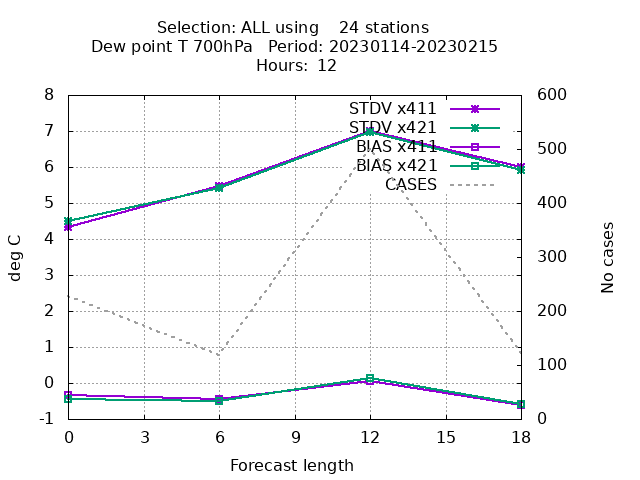 Selection: ALL using    24 stations
Dew point T 700hPa   Period: 20230114-20230215
Hours: 12
STDV x411
STDV x421
BIAS x411
BIAS x421
CASES
deg C
8
7
6
5
4
3
2
1
0
-1
600
500
400
300
200
100
0
No cases
0 3 6 9 12 15 18
Forecast length